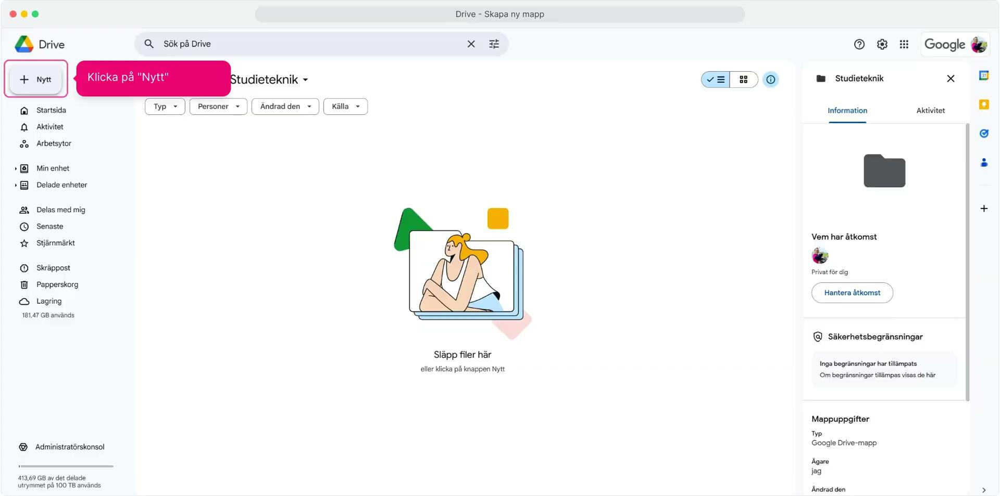 Drive - Skapa ny mapp
Drive
Sök på Drive
Google
Nytt
Klicka på "Nytt"
Studieteknik
Typ
Personer
Ändrad den
Källa
Startsida
Aktivitet
Arbetsytor
Min enhet
Delade enheter
Delas med mig
Senaste
Stjärnmärkt
Skräppost
Papperskorg
Lagring
181,47 GB används
Administratörskonsol
413,69 GB av det delade
utrymmet på 100 TB används
Släpp filer här
eller klicka på knappen Nytt
Studieteknik
Information
Aktivitet
Vem har åtkomst
Privat för dig
Hantera åtkomst
Säkerhetsbegränsningar
Inga begränsningar har tillämpats
Om begränsningar tillämpas visas de här
Mappuppgifter
Typ
Google Drive-mapp
Ägare
jag
Ändrad den
31